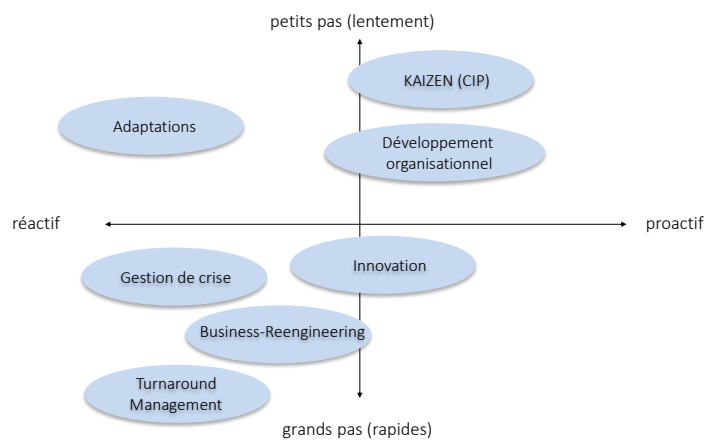 petits pas (lentement)
KAIZEN (CIP)
Adaptations
Développement
organisationnel
réactif
proactif
Innovation
Gestion de crise
Business-Reengineering
Turnaround
Management
grands pas (rapides)